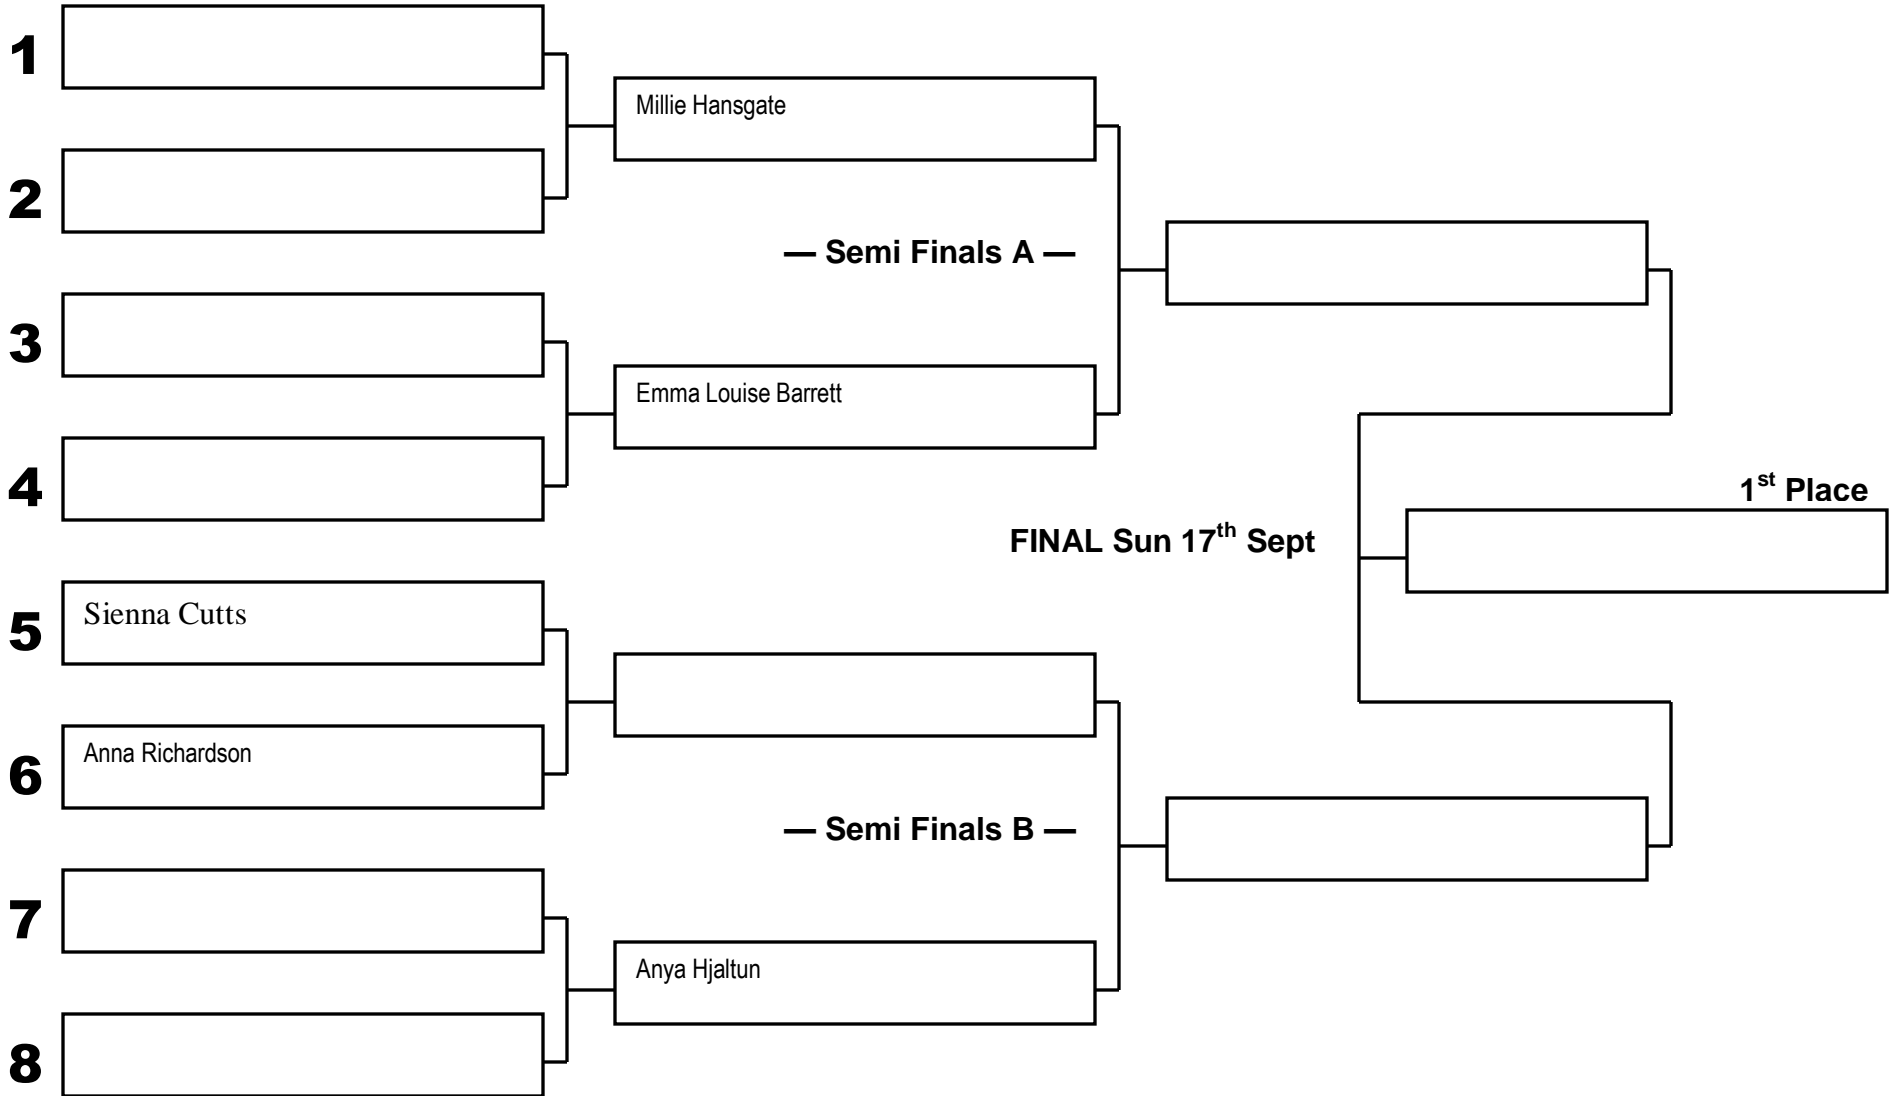 1
Millie Hansgate
2
— Semi Finals A —
3
Emma Louise Barrett
4
1st Place
FINAL Sun 17th Sept
5
Sienna Cutts
6
Anna Richardson
— Semi Finals B —
7
Anya Hjaltun
8